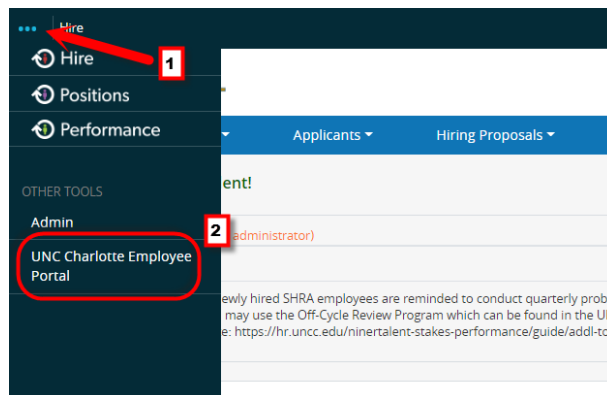 ••• Hire
Hire
1
Positions
Performance
Applicants
Hiring Proposals
ent!
OTHER TOOLS
Admin
2
administrator)
UNC Charlotte Employee
Portal
ewly hired SHRA employees are reminded to conduct quarterly prob
may use the Off-Cycle Review Program which can be found in the U
e: https://hr.uncc.edu/ninertalent-stakes-performance/guide/addl-to